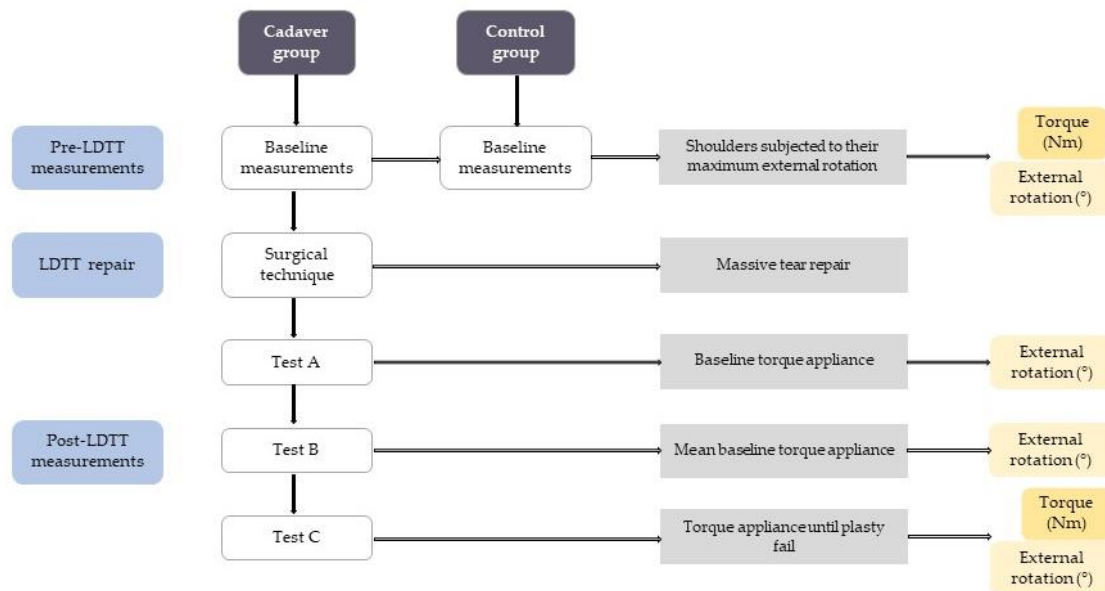 Cadaver
group
Control
group
Pre-LDTT
measurements
Baseline
measurements
Baseline
measurements
Shoulders subjected to their
maximum external rotation
Torque
(Nm)
External
rotation (°)
LDTT repair
Surgical
technique
Massive tear repair
Test A
Baseline torque appliance
External
rotation (°)
Post-LDTT
measurements
Test B
Mean baseline torque appliance
External
rotation (°)
Test C
Torque appliance until plasty
fail
Torque
(Nm)
External
rotation (°)